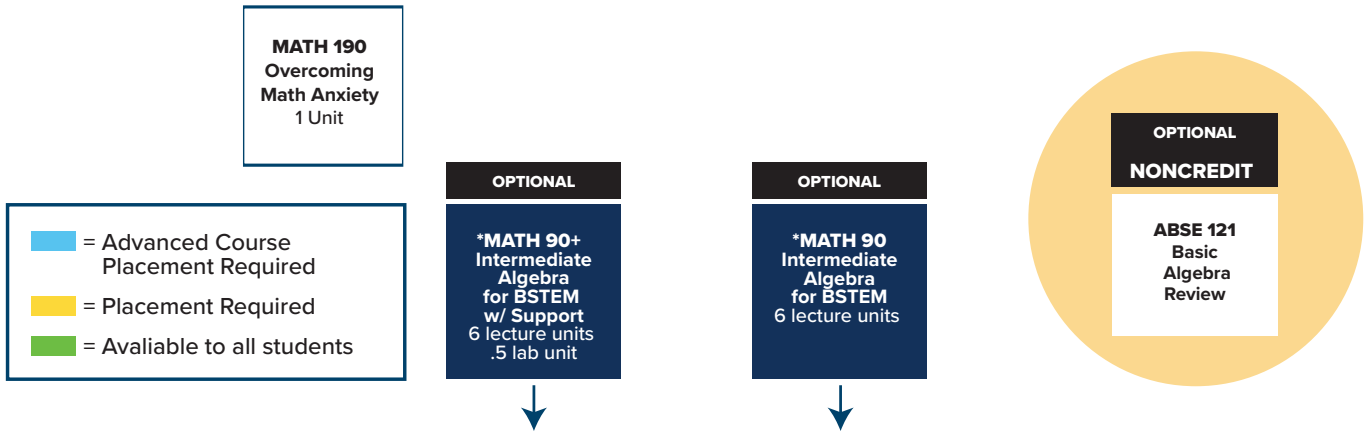 MATH 190
Overcoming
Math Anxiety
1 Unit
= Advanced Course
Placement Required
= Placement Required
= Avaliable to all students
OPTIONAL
*MATH 90+
Intermediate
Algebra
for BSTEM
w/ Support
6 lecture units
.5 lab unit
OPTIONAL
*MATH 90
Intermediate
Algebra
for BSTEM
6 lecture units
OPTIONAL
NONCREDIT
ABSE 121
Basic
Algebra
Review